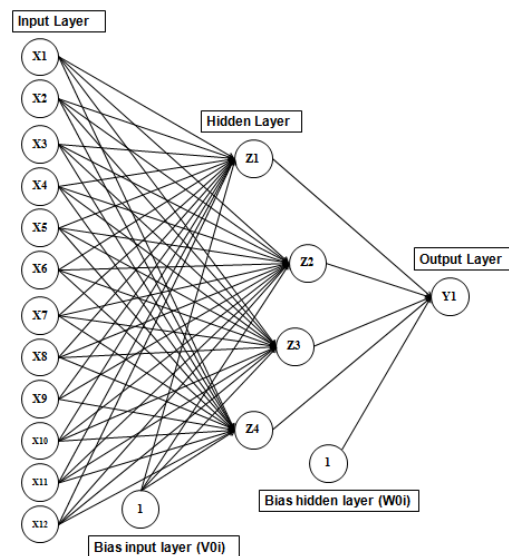 Input Layer
X1
X2
X3
X4
X5
X6
X7
X8
X9
X10
X11
X12
Hidden Layer
Z1
Z2
Z3
Z4
Output Layer
Y1
1
Bias input layer (V0i)
1
Bias hidden layer (W0i)